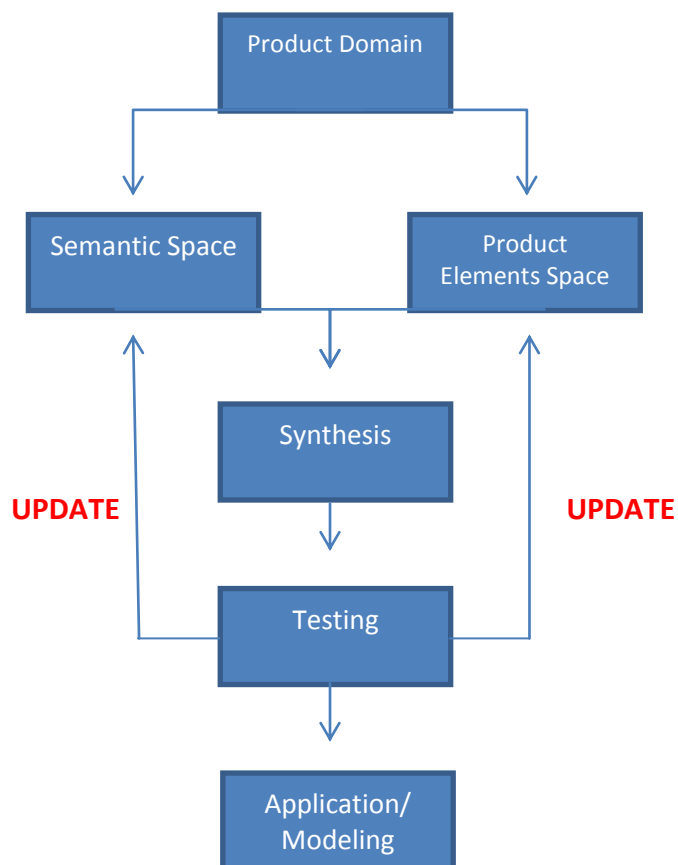 Product Domain
Semantic Space
Product
Elements Space
Synthesis
UPDATE
UPDATE
Testing
Application/
Modeling